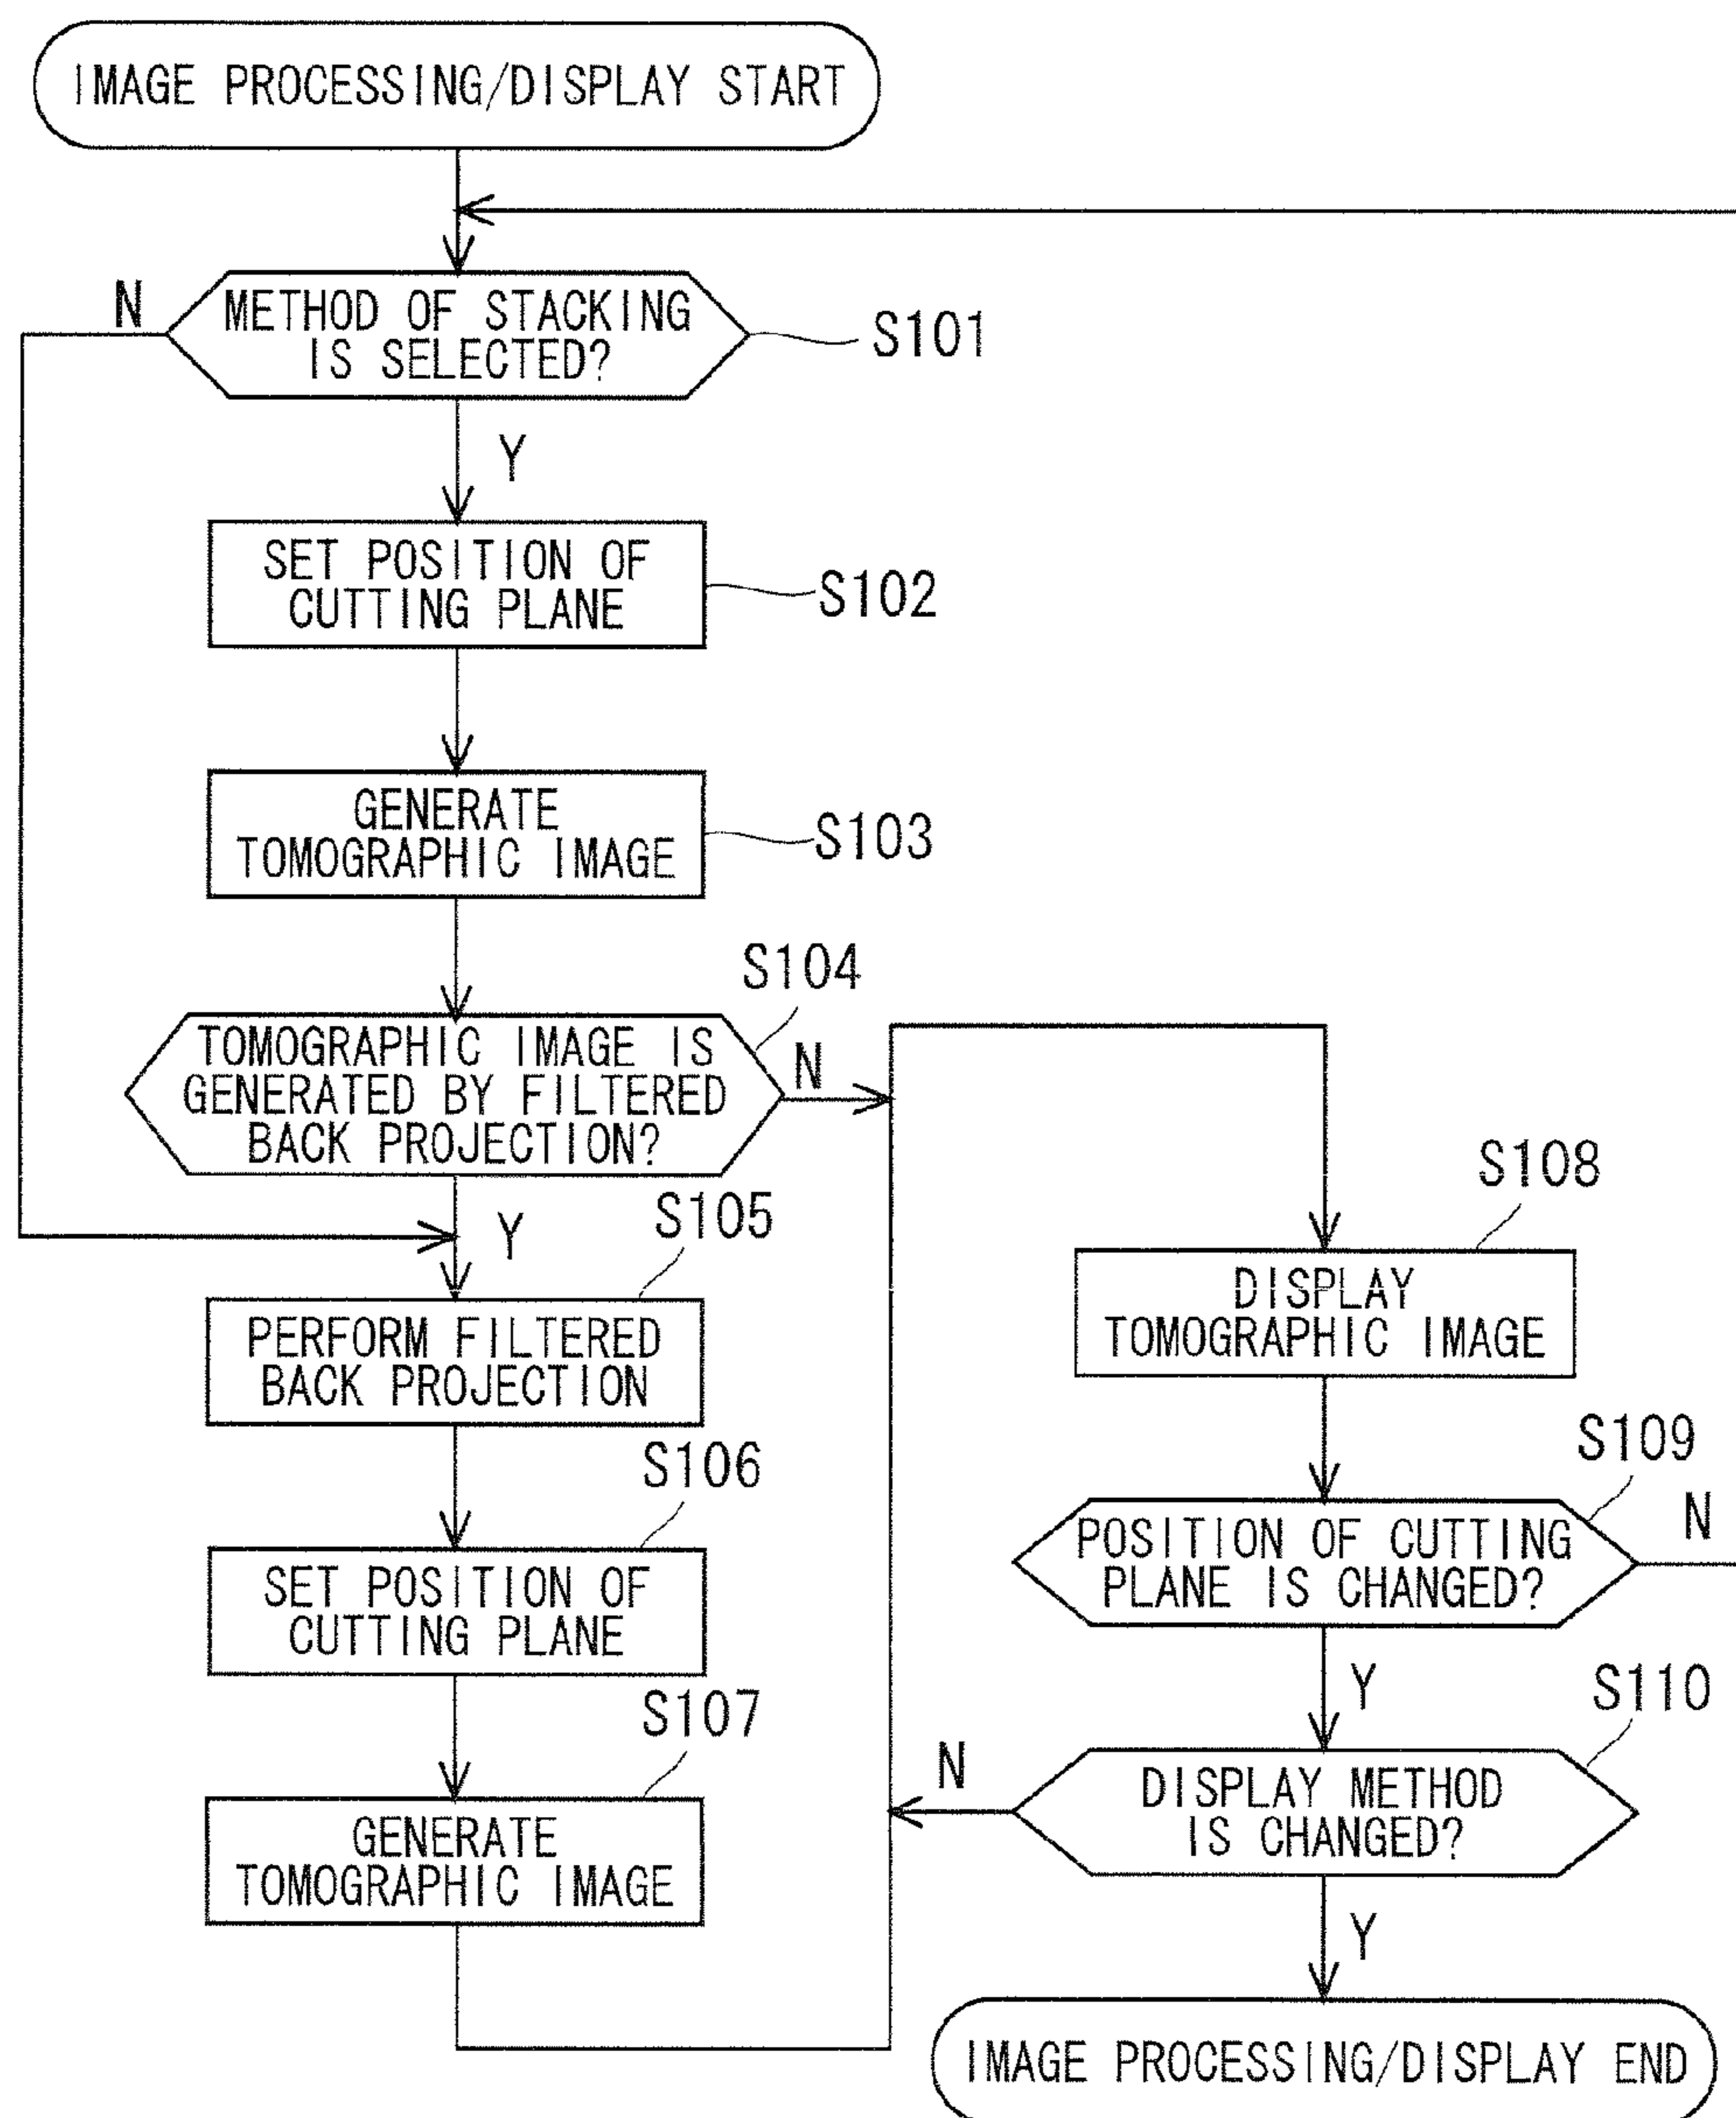 IMAGE PROCESSING/DISPLAY START
N
METHOD OF STACKING
IS SELECTED?
S101
Y
SET POSITION OF
CUTTING PLANE
S102
GENERATE
TOMOGRAPHIC IMAGE
S103
S104
TOMOGRAPHIC IMAGE IS
GENERATED BY FILTERED
BACK PROJECTION?
N
Y
S105
PERFORM FILTERED
BACK PROJECTION
S106
SET POSITION OF
CUTTING PLANE
S107
GENERATE
TOMOGRAPHIC IMAGE
S108
DISPLAY
TOMOGRAPHIC IMAGE
S109
POSITION OF CUTTING
PLANE IS CHANGED?
N
Y
S110
DISPLAY METHOD
IS CHANGED?
N
Y
IMAGE PROCESSING/DISPLAY END